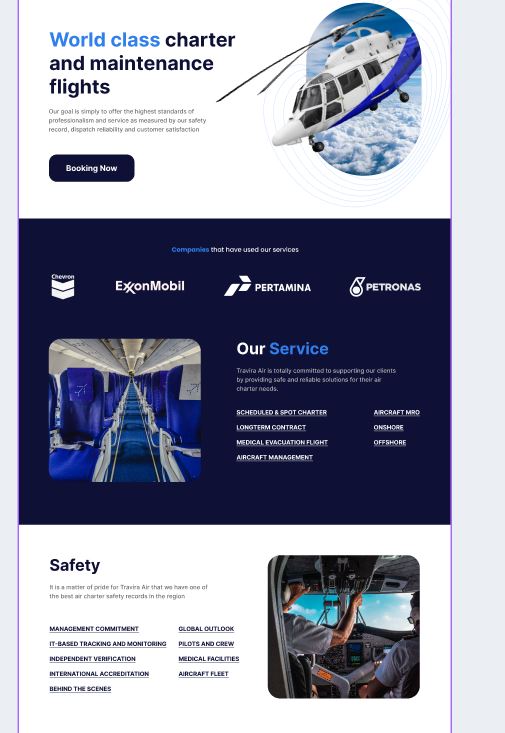 World class charter
and maintenance
flights
Our goal is simply to offer the highest standards of
professionalism and service as measured by our safety
record, dispatch reliability and customer satisfaction
Booking Now
Companies that have used our services
Chevron
ExxonMobil
PERTAMINA
PETRONAS
Our Service
Travira Air is totally committed to supporting our clients
by providing safe and reliable solutions for their air
charter needs.
SCHEDULED & SPOT CHARTER
AIRCRAFT MRO
LONGTERM CONTRACT
ONSHORE
MEDICAL EVACUATION FLIGHT
OFFSHORE
AIRCRAFT MANAGEMENT
Safety
It is a matter of pride for Travira Air that we have one of
the best air charter safety records in the region
MANAGEMENT COMMITMENT
GLOBAL OUTLOOK
IT-BASED TRACKING AND MONITORING
PILOTS AND CREW
INDEPENDENT VERIFICATION
MEDICAL FACILITIES
INTERNATIONAL ACCREDITATION
AIRCRAFT FLEET
BEHIND THE SCENES